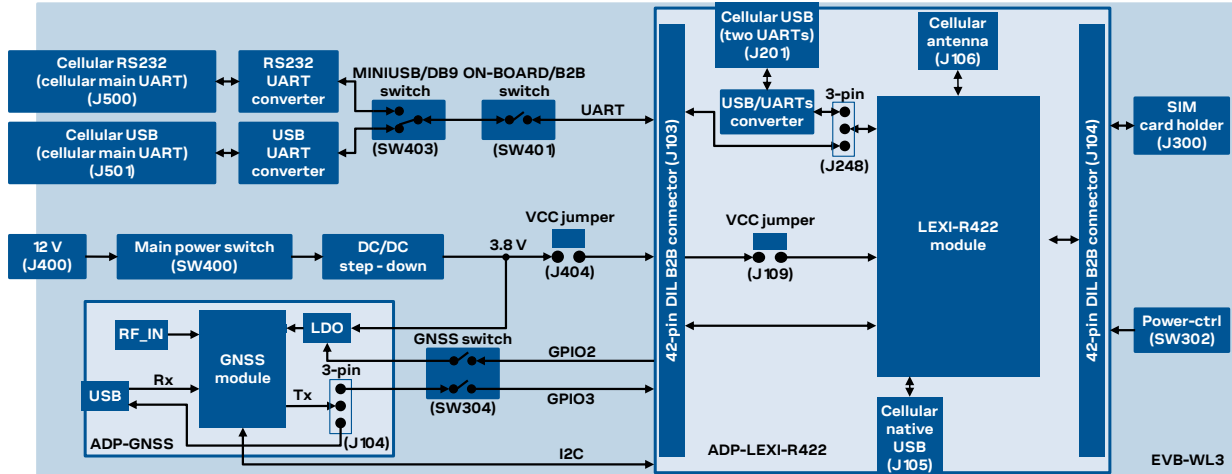 Cellular RS232
(cellular main UART)
(J500)
RS232
UART
converter
MINIUSB/DB9
switch
(SW403)
ON-BOARD/B2B
switch
(SW401)
UART
Cellular USB
(cellular main UART)
(J501)
USB
UART
converter
Cellular USB
(two UARTs)
(J201)
USB/UARTs
converter
3-pin
(J248)
Cellular
antenna
(J106)
SIM
card holder
(J300)
42-pin DIL B2B connector (J103)
LEXI-R422
module
42-pin DIL B2B connector (J104)
12 V
(J400)
Main power switch
(SW400)
DC/DC
step - down
3.8 V
VCC jumper
(J404)
VCC jumper
(J109)
RF_IN
GNSS
module
LDO
GNSS switch
(SW304)
GPIO2
GPIO3
Power-ctrl
(SW302)
USB
Rx
Tx
3-pin
(J104)
ADP-GNSS
I2C
ADP-LEXI-R422
Cellular
native
USB
(J105)
EVB-WL3